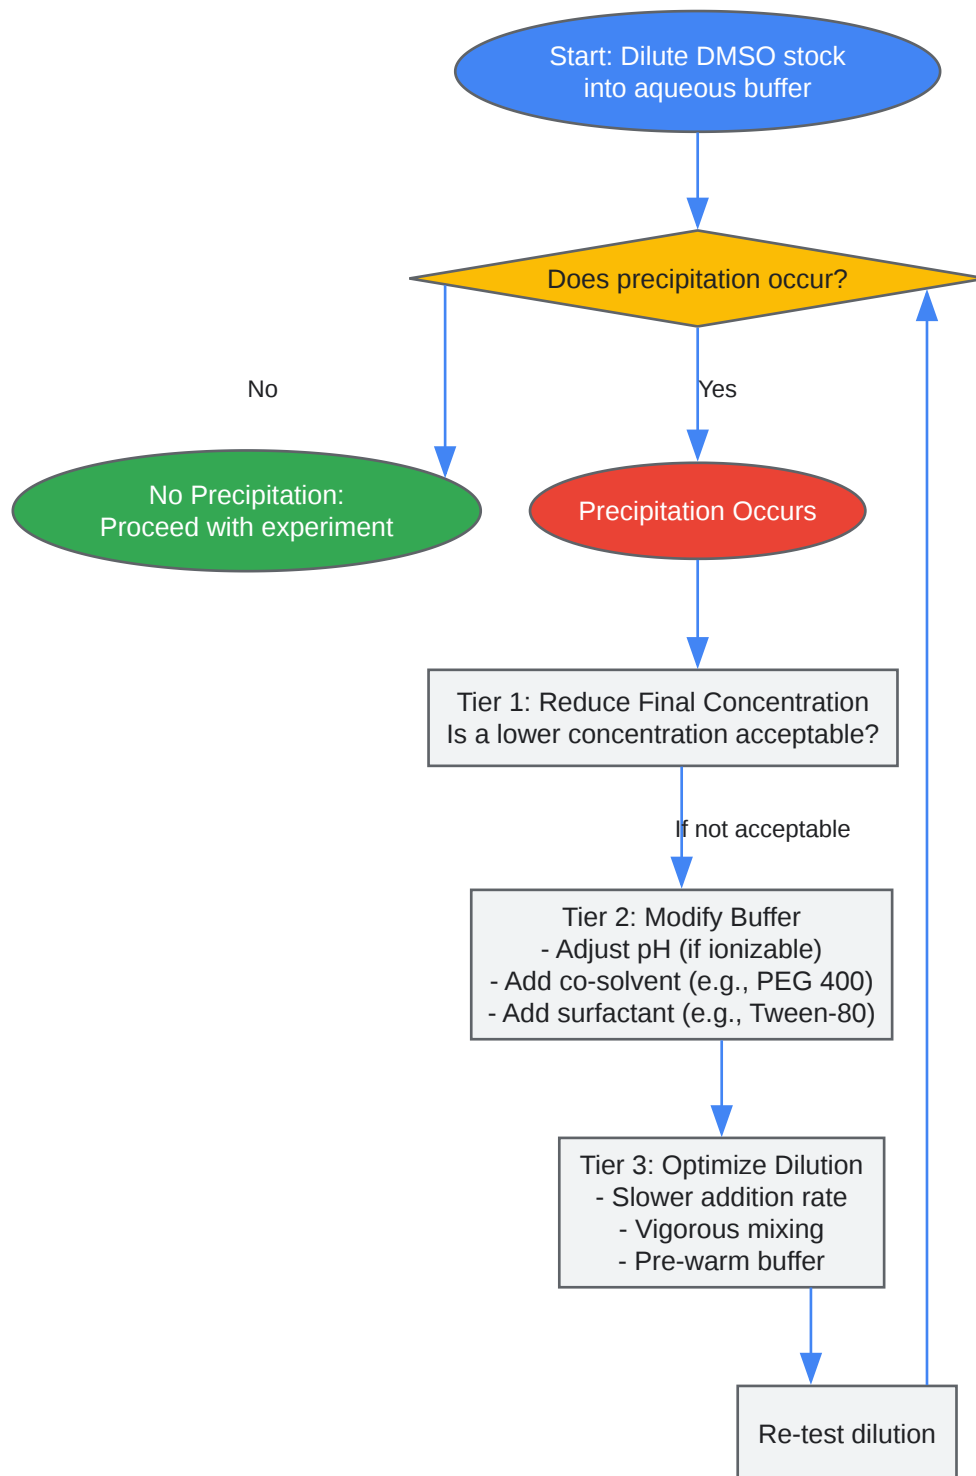 Start: Dilute DMSO stock
into aqueous buffer
Does precipitation occur?
No
Yes
No Precipitation:
Proceed with experiment
Precipitation Occurs
Tier 1: Reduce Final Concentration
Is a lower concentration acceptable?
If not acceptable
Tier 2: Modify Buffer
- Adjust pH (if ionizable)
- Add co-solvent (e.g., PEG 400)
- Add surfactant (e.g., Tween-80)
Tier 3: Optimize Dilution
- Slower addition rate
- Vigorous mixing
- Pre-warm buffer
Re-test dilution